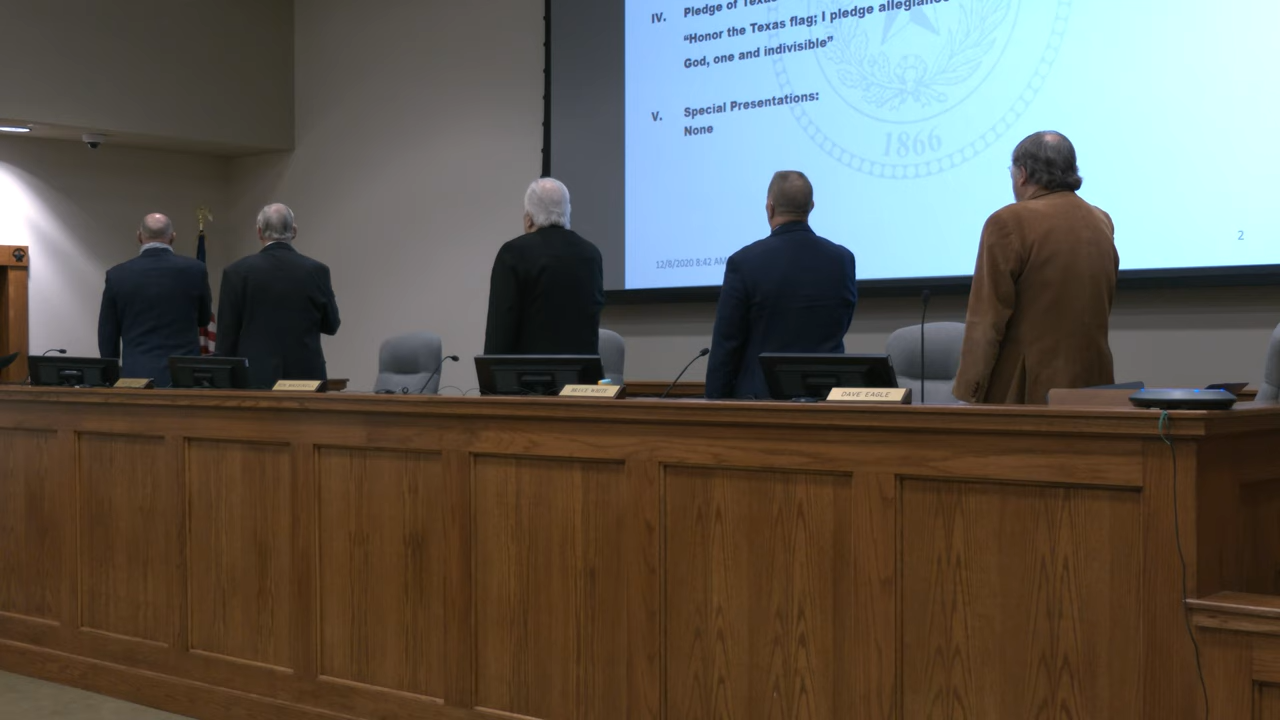 IV. Pledge of Texas
“Honor the Texas flag; I pledge allegiance
God, one and indivisible”
V. Special Presentations:
None
1866
12/8/2020 8:42 AM
2
DAVE EAGLE